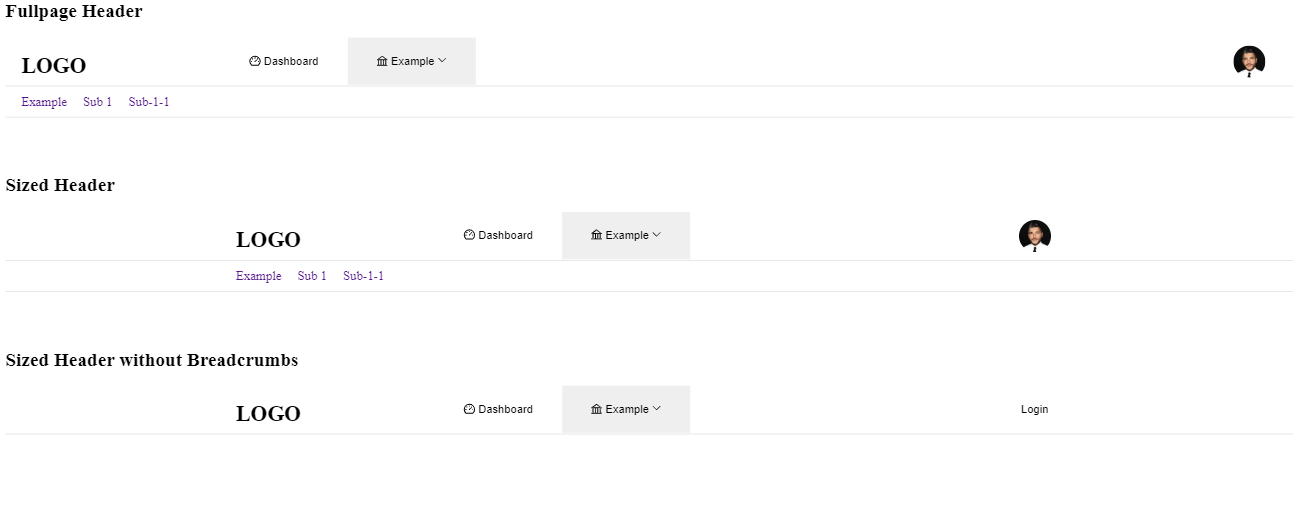 Fullpage Header
LOGO Dashboard Example
Example Sub 1 Sub-1-1
Sized Header
LOGO Dashboard Example
Example Sub 1 Sub-1-1
Sized Header without Breadcrumbs
LOGO Dashboard Example Login